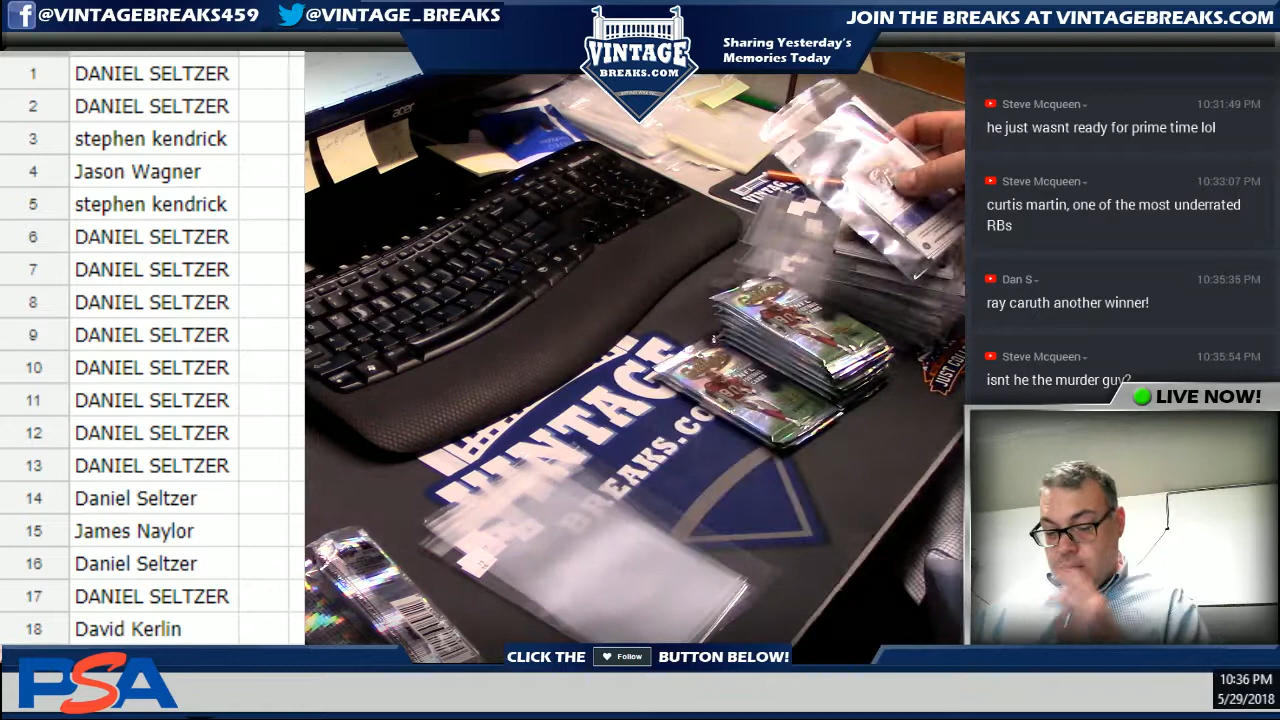 @VINTAGEBREAKS459
@VINTAGE_BREAKS
VINTAGE
BREAKS.COM
Sharing Yesterday's
Memories Today
JOIN THE BREAKS AT VINTAGEBREAKS.COM
1 DANIEL SELTZER
2 DANIEL SELTZER
3 stephen kendrick
4 Jason Wagner
5 stephen kendrick
6 DANIEL SELTZER
7 DANIEL SELTZER
8 DANIEL SELTZER
9 DANIEL SELTZER
10 DANIEL SELTZER
11 DANIEL SELTZER
12 DANIEL SELTZER
13 DANIEL SELTZER
14 Daniel Seltzer
15 James Naylor
16 Daniel Seltzer
17 DANIEL SELTZER
18 David Kerlin
acer
VINTAGE
BREAKS.CO
NFL
NFL
JUST COLL
Steve Mcqueen 10:31:49 PM
he just wasnt ready for prime time lol
Steve Mcqueen 10:33:07 PM
curtis martin, one of the most underrated
RBs
Dan S 10:35:35 PM
ray caruth another winner!
Steve Mcqueen 10:35:54 PM
isnt he the murder guy?
LIVE NOW!
CLICK THE Follow BUTTON BELOW!
PSA
10:36 PM
5/29/2018